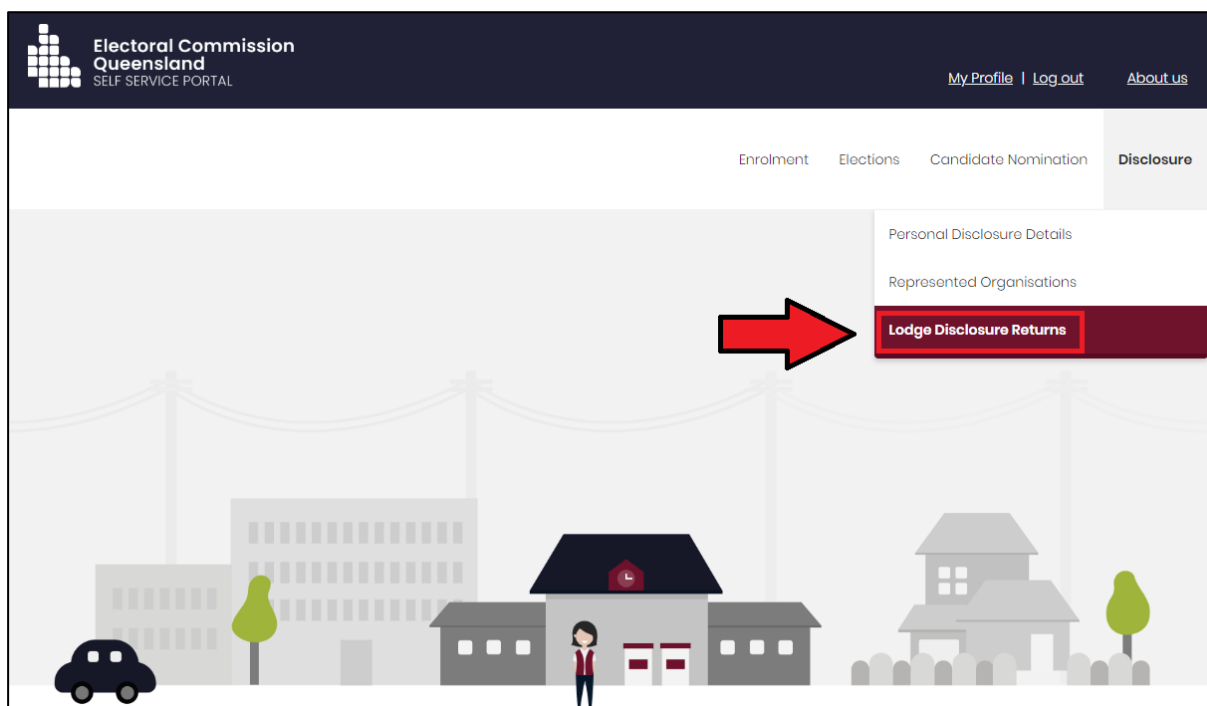 Electoral Commission
Queensland
SELF SERVICE PORTAL
My Profile | Log out About us
Enrolment Elections Candidate Nomination Disclosure
Personal Disclosure Details
Represented Organisations
Lodge Disclosure Returns